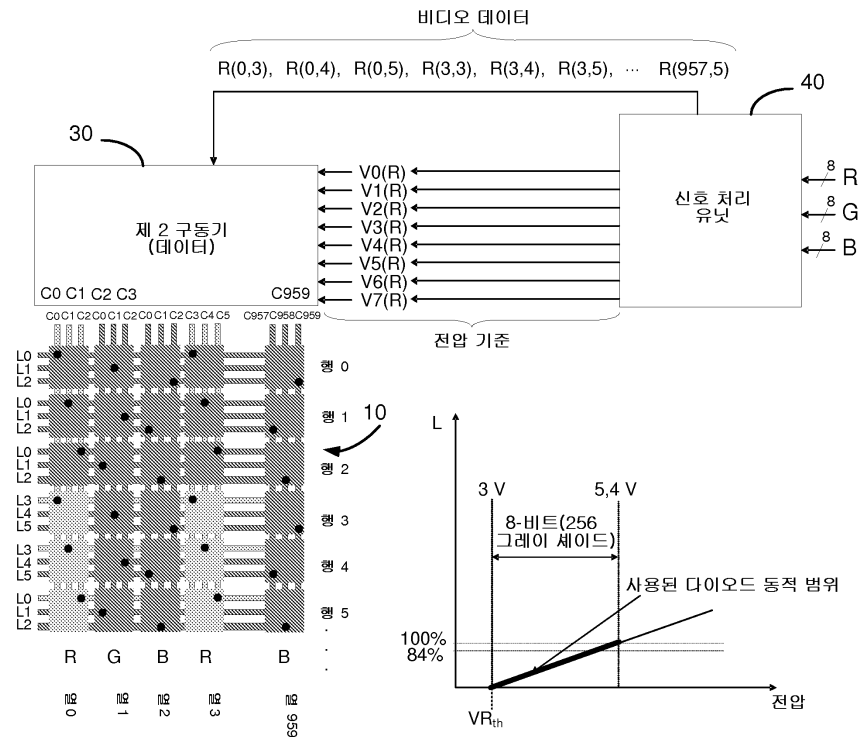 비디오 데이터
R(0,3), R(0,4), R(0,5), R(3,3), R(3,4), R(3,5), ··· R(957,5)
40
30
제 2 구동기
(데이터)
C0 C1 C2 C3 C959
V0(R)
V1(R)
V2(R)
V3(R)
V4(R)
V5(R)
V6(R)
V7(R)
신호 처리
유닛
8 R
8 G
8 B
전압 기준
C0 C1 C2 C0 C1 C2 C0 C1 C2 C3 C4 C5 C957 C958 C959
L0
L1
L2
행 0
L0
L1
L2
행 1
10
L0
L1
L2
행 2
L3
L4
L5
행 3
L3
L4
L5
행 4
L0
L1
L2
행 5
R G B R B
열 0 열 1 열 2 열 3 열 959
L
3 V 5,4 V
8-비트(256
그레이 셰이드)
사용된 다이오드 동적 범위
100%
84%
전압
VRth